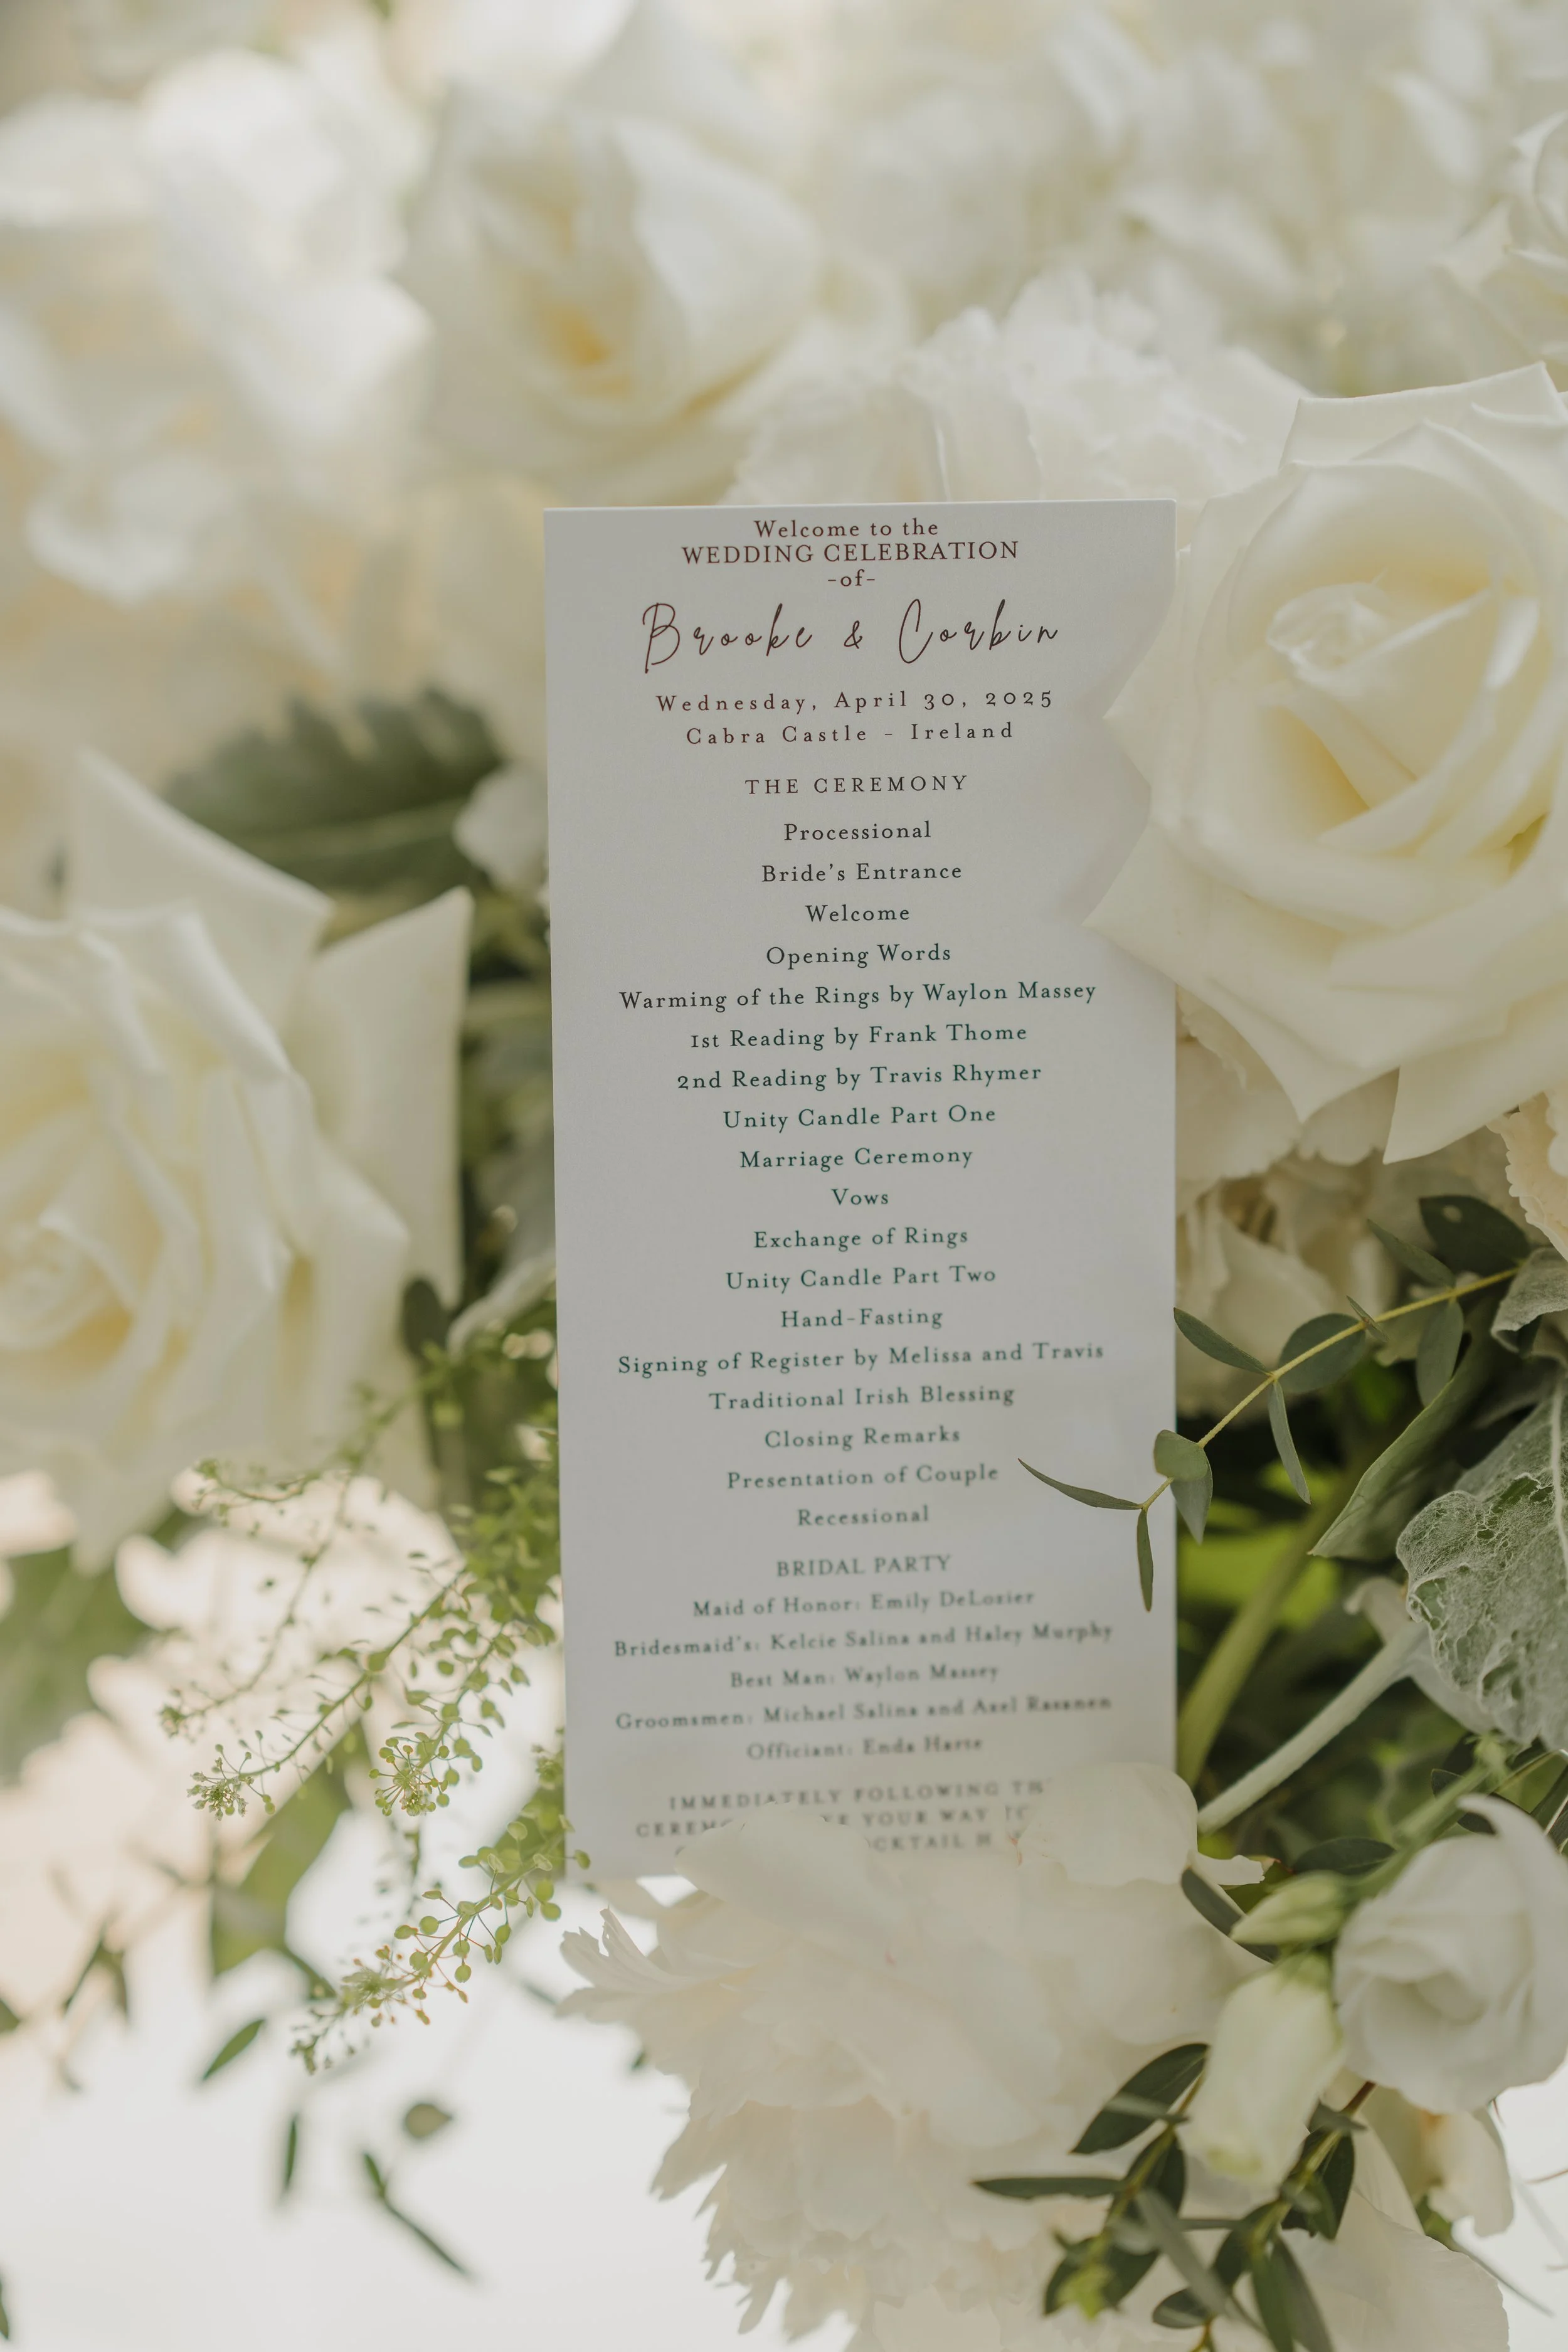 Welcome to the
WEDDING CELEBRATION
-of-
Brooke & Corbin
Wednesday, April 30, 2025
Cabra Castle - Ireland
THE CEREMONY
Processional
Bride's Entrance
Welcome
Opening Words
Warming of the Rings by Waylon Massey
1st Reading by Frank Thome
2nd Reading by Travis Rhymer
Unity Candle Part One
Marriage Ceremony
Vows
Exchange of Rings
Unity Candle Part Two
Hand-Fasting
Signing of Register by Melissa and Travis
Traditional Irish Blessing
Closing Remarks
Presentation of Couple
Recessional
BRIDAL PARTY
Maid of Honor: Emily DeLozier
Bridesmaid's: Kelcie Salina and Haley Murphy
Best Man: Waylon Massey
Groomsmen: Michael Salina and Axel Rasanen
Officiant: Enda Harte
IMMEDIATELY FOLLOWING
YOUR WAY